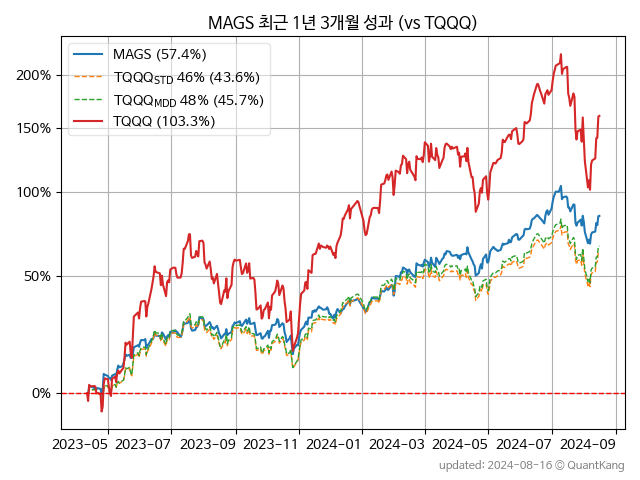 MAGS 최근 1년 3개월 성과 (vs TQQQ)
MAGS (57.4%)
TQQQSTD 46% (43.6%)
TQQQMDD 48% (45.7%)
TQQQ (103.3%)
200%
150%
100%
50%
0%
2023-05 2023-07 2023-09 2023-11 2024-01 2024-03 2024-05 2024-07 2024-09
updated: 2024-08-16 © QuantKang